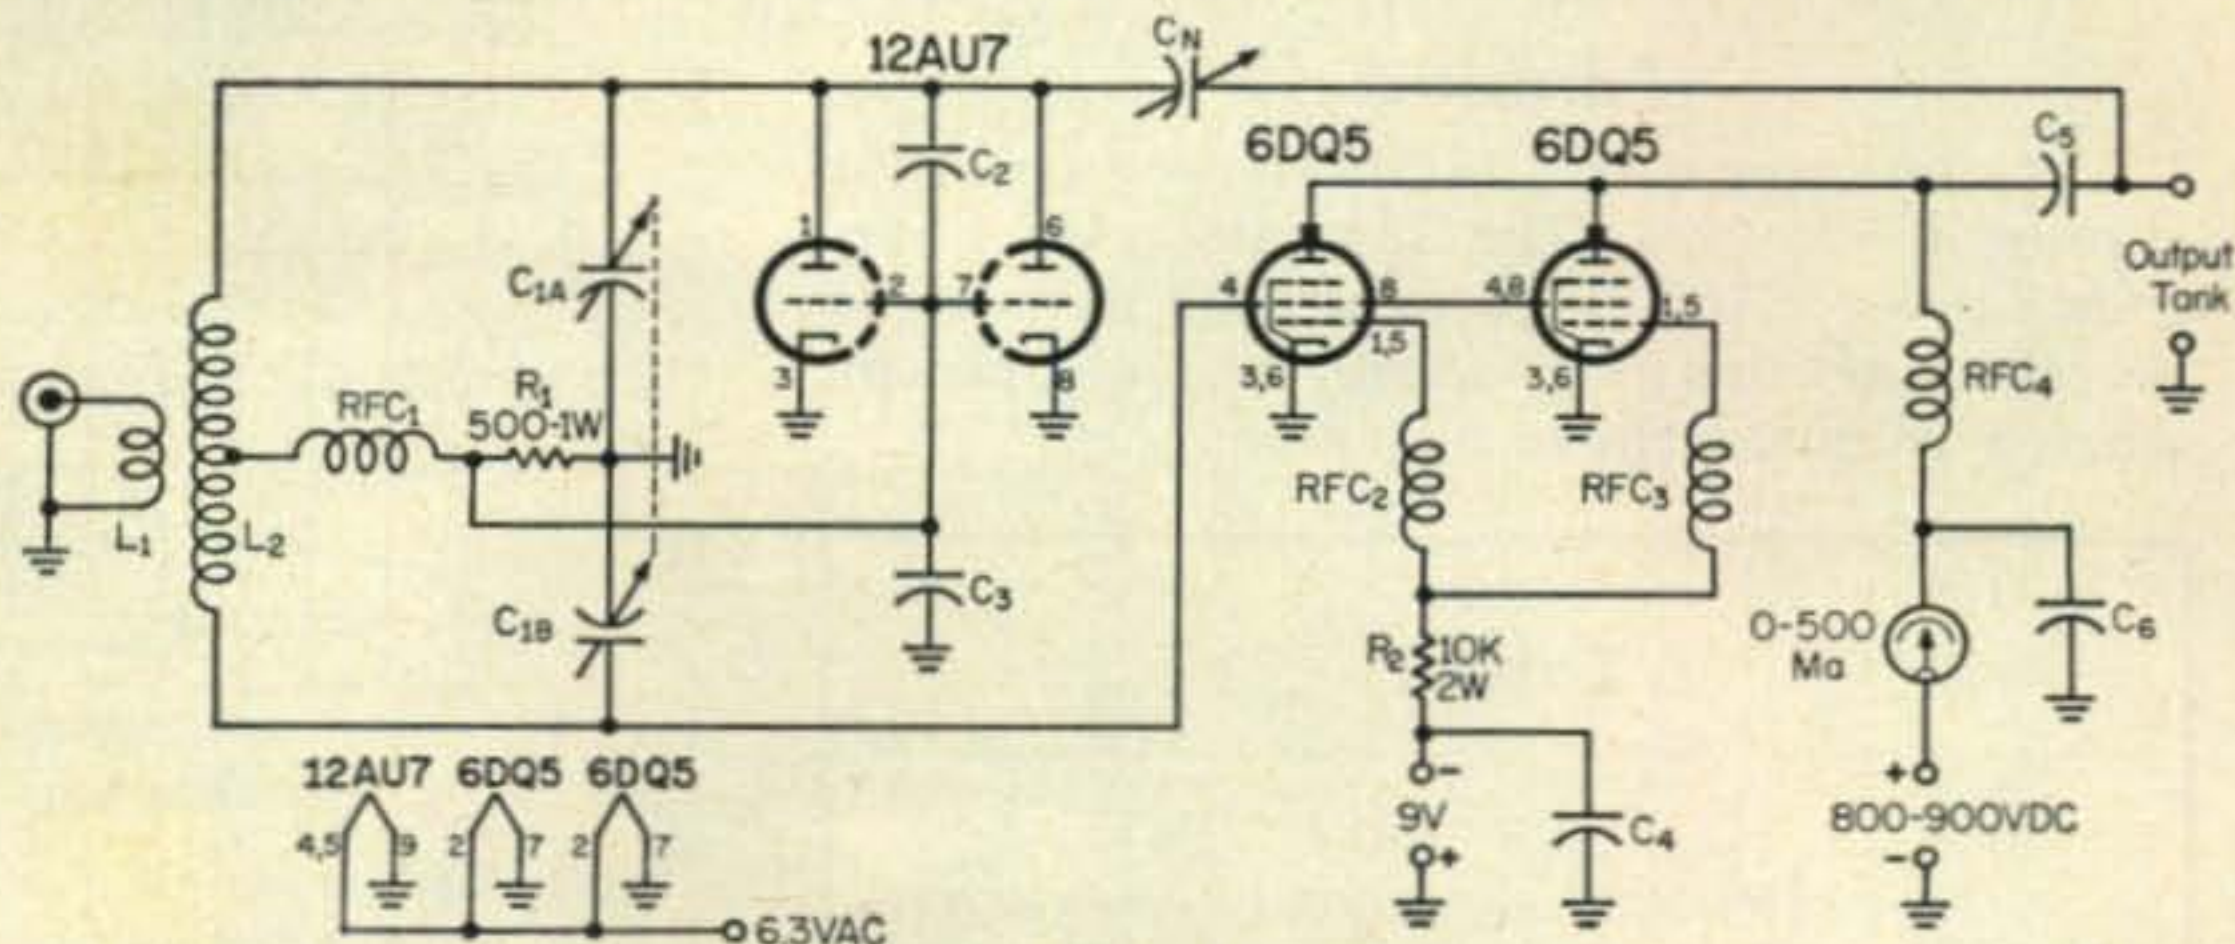 12AU7
CN
6DQ5
6DQ5
C5
C2
1
6
Output
Tank
C1A
2
7
4
8
4,8
1,5
1,5
3
8
3,6
3,6
RFC4
RFC1
R1
500-1W
RFC2
RFC3
L1
L2
C3
C1B
0-500
Ma
C6
R2
10K
2W
12AU7 6DQ5 6DQ5
-
+
9V
C4
800-900VDC
4,5
9
2
7
2
7
+
-
6.3VAC